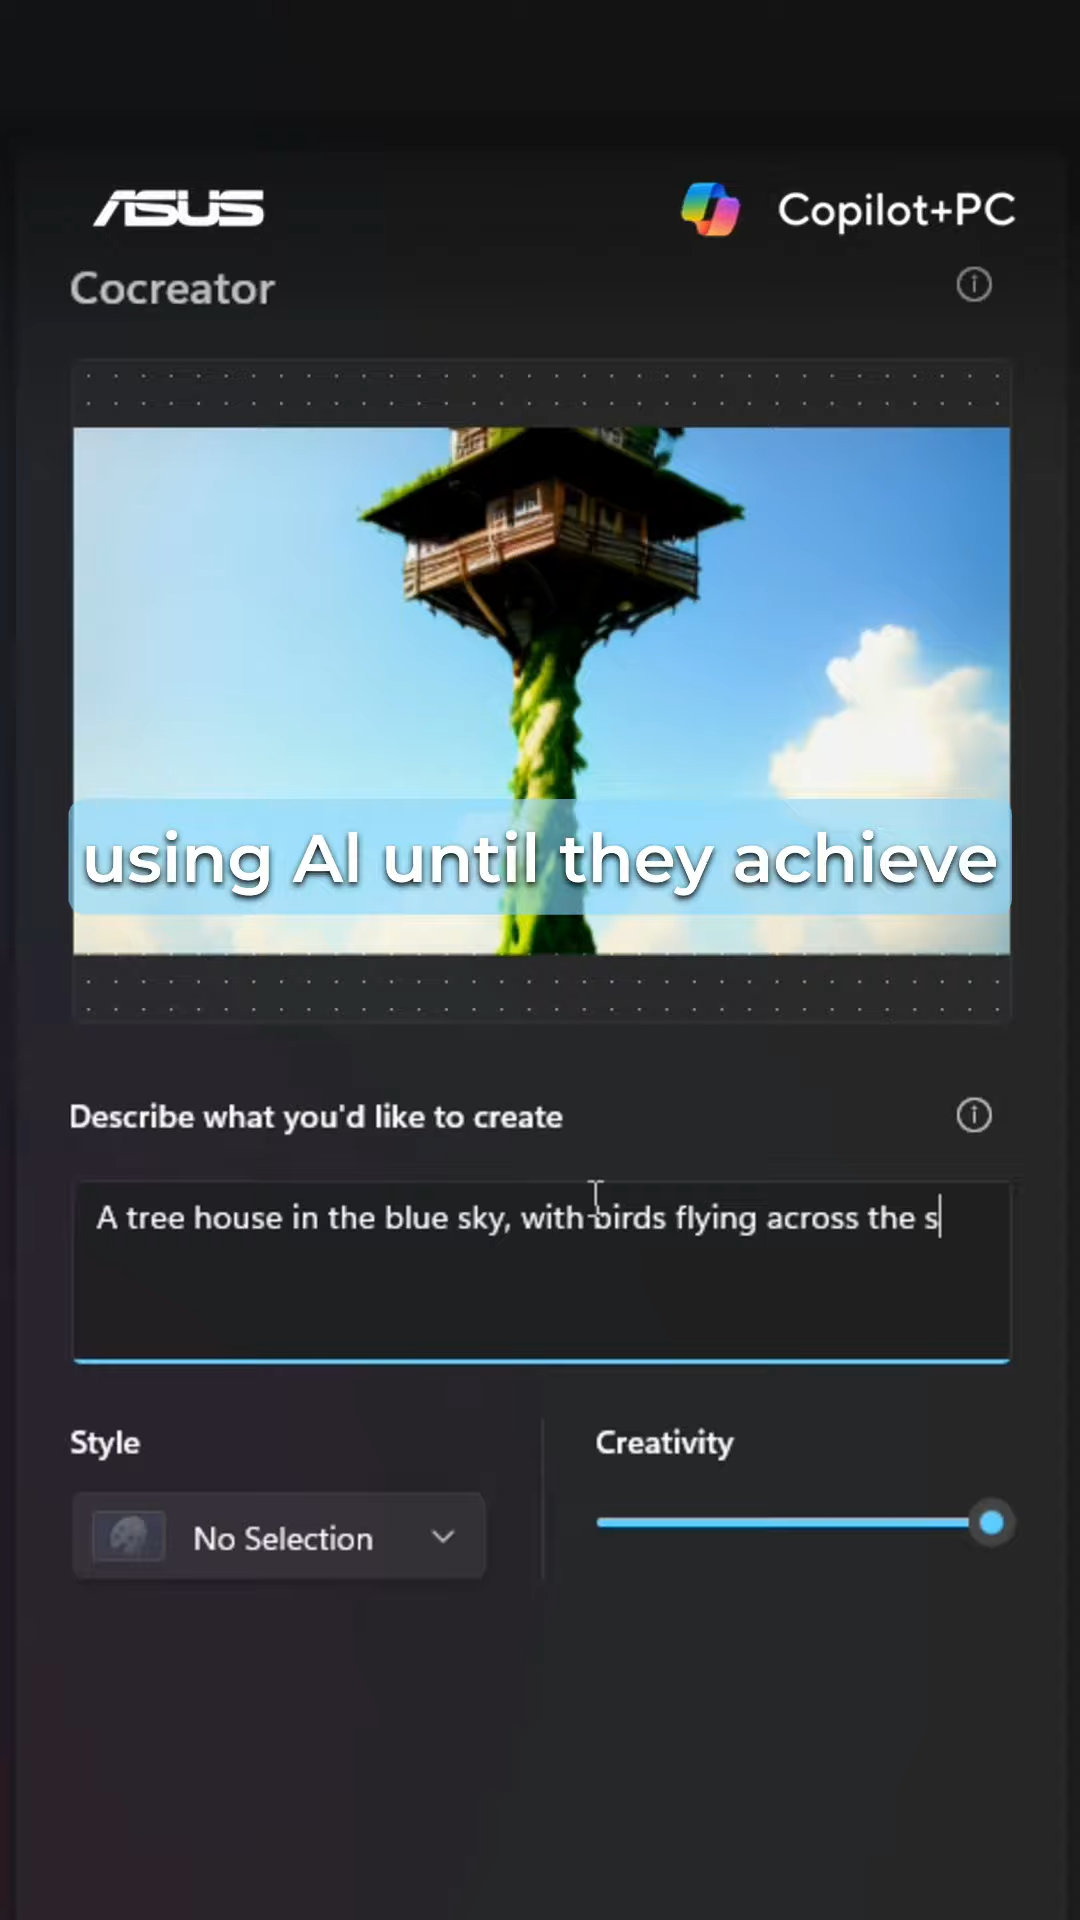 ASUS
Copilot+PC
Cocreator
using AI until they achieve
Describe what you'd like to create
A tree house in the blue sky, with birds flying across the s
Style
Creativity
No Selection